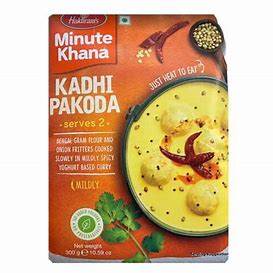 Haldiram's
Minute
Khana
KADHI
PAKODA
serves 2
BENGAL GRAM FLOUR AND
ONION FRITTERS COOKED
SLOWLY IN MILDLY SPICY
YOGHURT BASED CURRY
MILDLY
JUST HEAT TO EAT
Net weight
300 g 10.59 oz